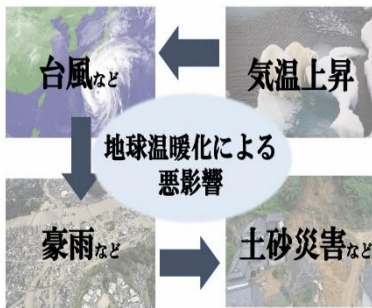 台風など
気温上昇
地球温暖化による
悪影響
豪雨など
土砂災害など